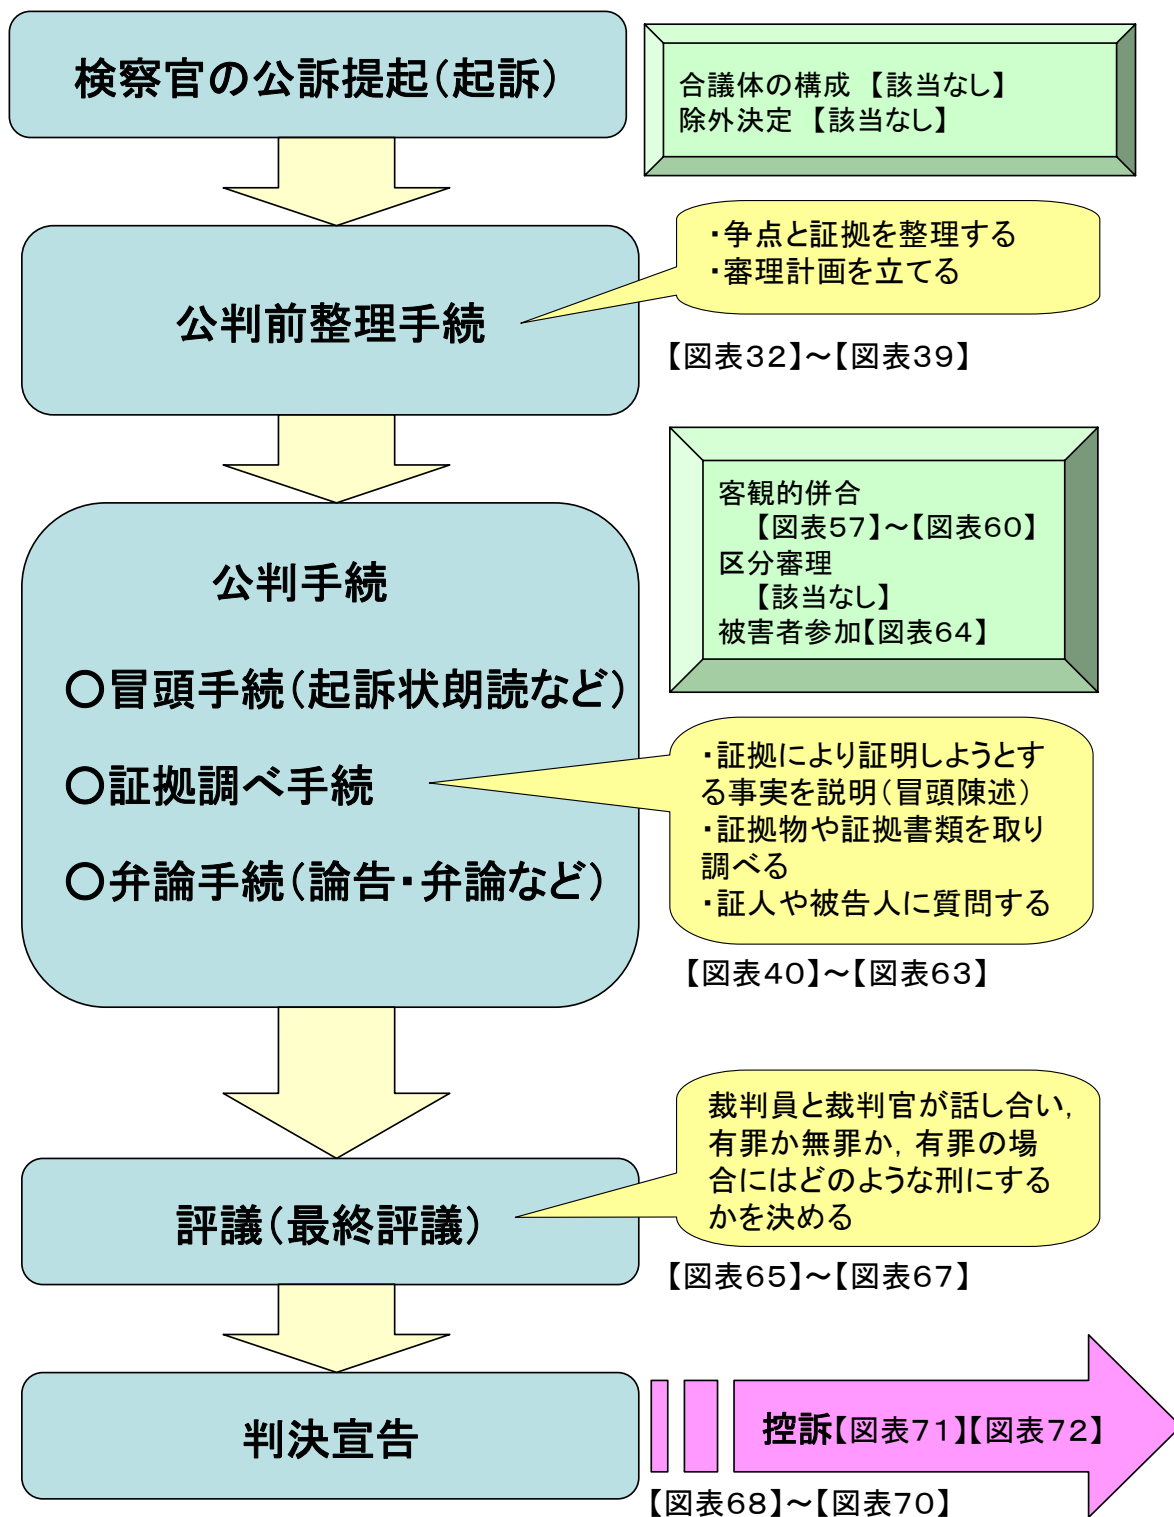 検察官の公訴提起(起訴)
合議体の構成 【該当なし】
除外決定 【該当なし】
・争点と証拠を整理する
・審理計画を立てる
公判前整理手続
【図表32】～【図表39】
客観的併合
【図表57】～【図表60】
区分審理
【該当なし】
被害者参加【図表64】
公判手続
○冒頭手続(起訴状朗読など)
○証拠調べ手続
○弁論手続(論告・弁論など)
・証拠により証明しようとす
る事実を説明(冒頭陳述)
・証拠物や証拠書類を取り
調べる
・証人や被告人に質問する
【図表40】～【図表63】
裁判員と裁判官が話し合い,
有罪か無罪か, 有罪の場
合にはどのような刑にする
かを決める
評議(最終評議)
【図表65】～【図表67】
判決宣告
控訴【図表71】【図表72】
【図表68】～【図表70】